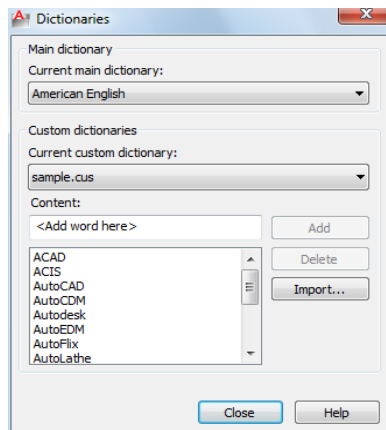 Dictionaries
Main dictionary
Current main dictionary:
American English
Custom dictionaries
Current custom dictionary:
sample.cus
Content:
<Add word here>
Add
Delete
Import...
ACAD
ACIS
AutoCAD
AutoCDM
Autodesk
AutoEDM
AutoFlix
AutoLathe
Close
Help